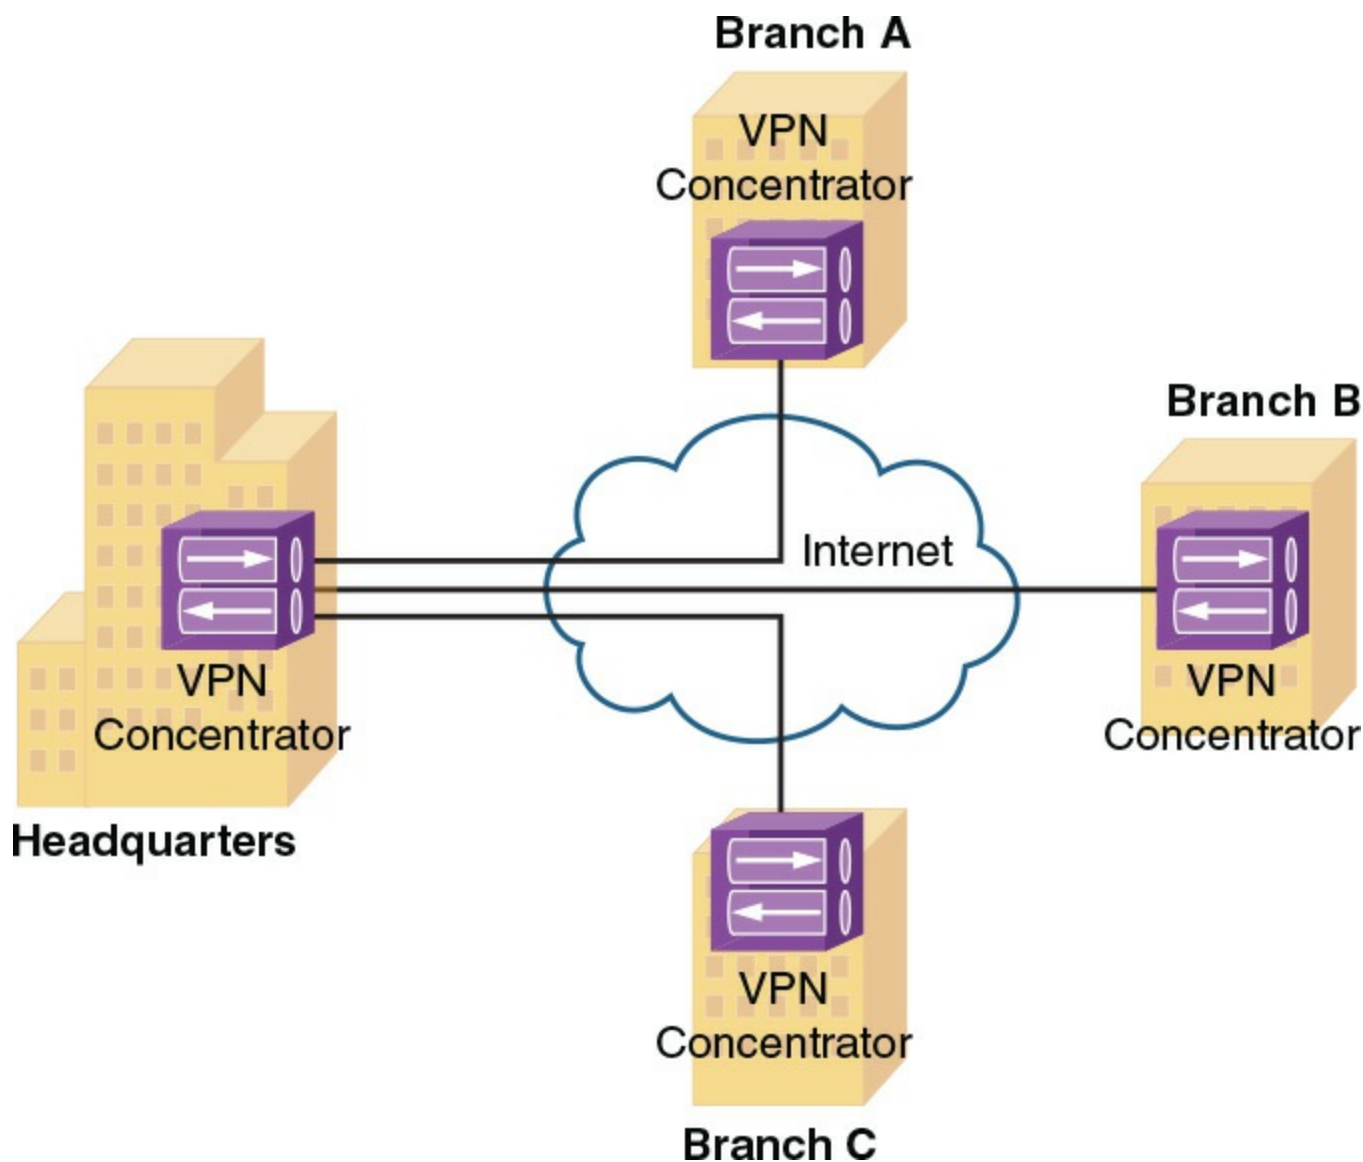 Branch A
VPN
Concentrator
Branch B
Internet
VPN
Concentrator
VPN
Concentrator
Headquarters
VPN
Concentrator
Branch C